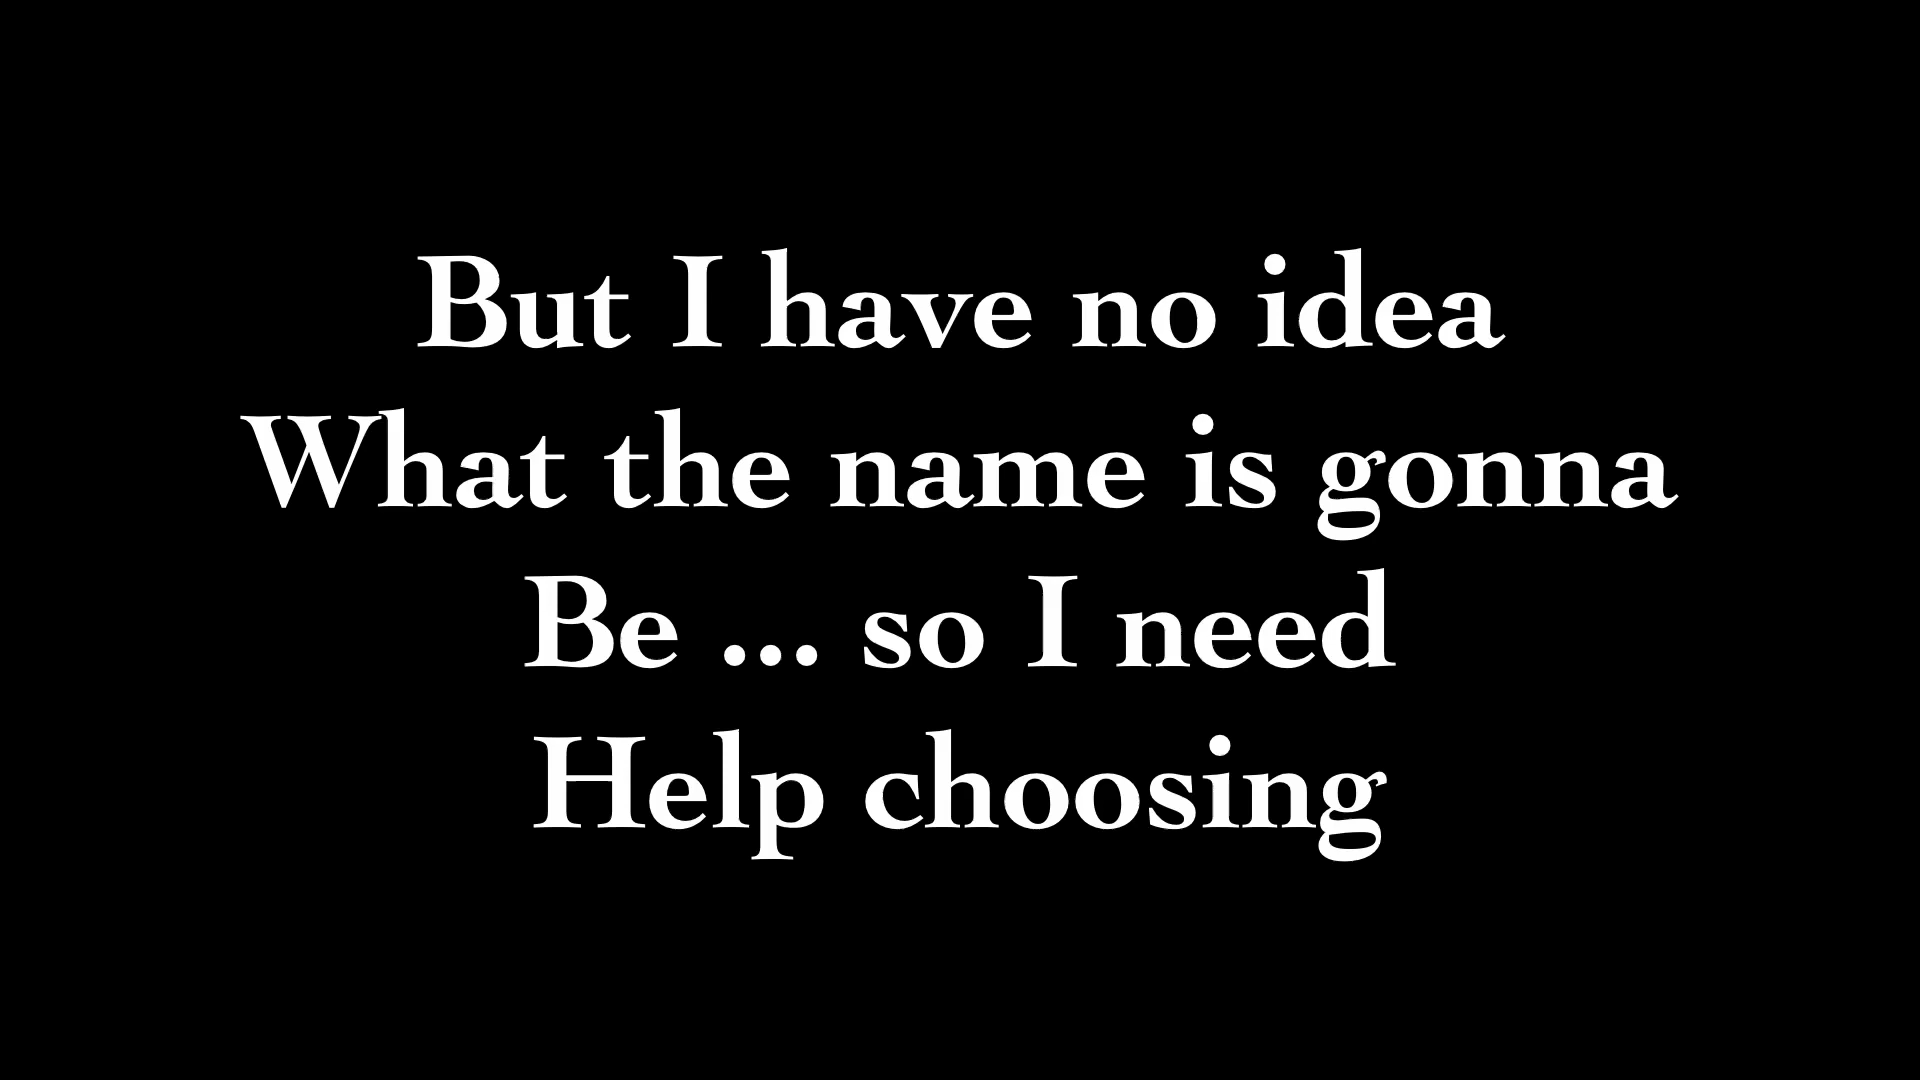 But I have no idea
What the name is gonna
Be ... so I need
Help choosing